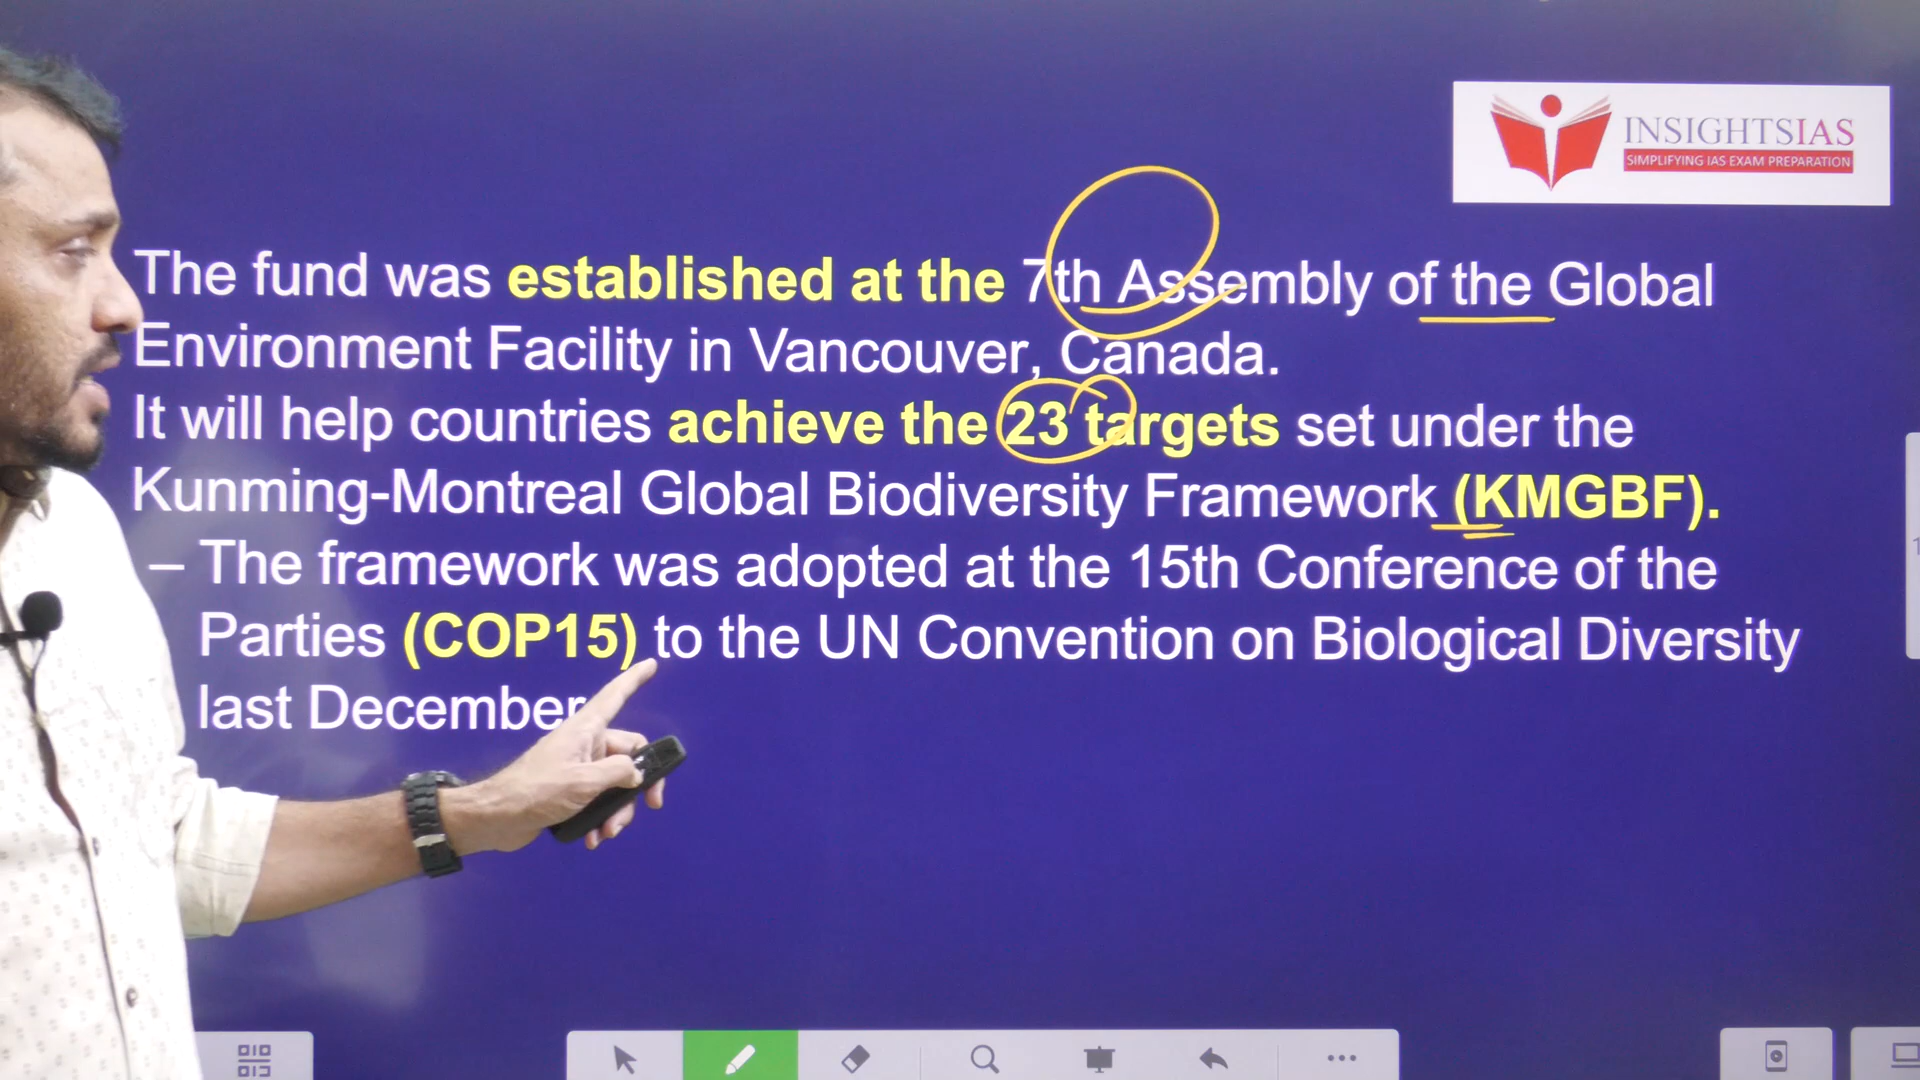 INSIGHTSIAS
SIMPLIFYING IAS EXAM PREPARATION
The fund was established at the 7th Assembly of the Global
Environment Facility in Vancouver, Canada.
It will help countries achieve the 23 targets set under the
Kunming-Montreal Global Biodiversity Framework (KMGBF).
– The framework was adopted at the 15th Conference of the
Parties (COP15) to the UN Convention on Biological Diversity
last December